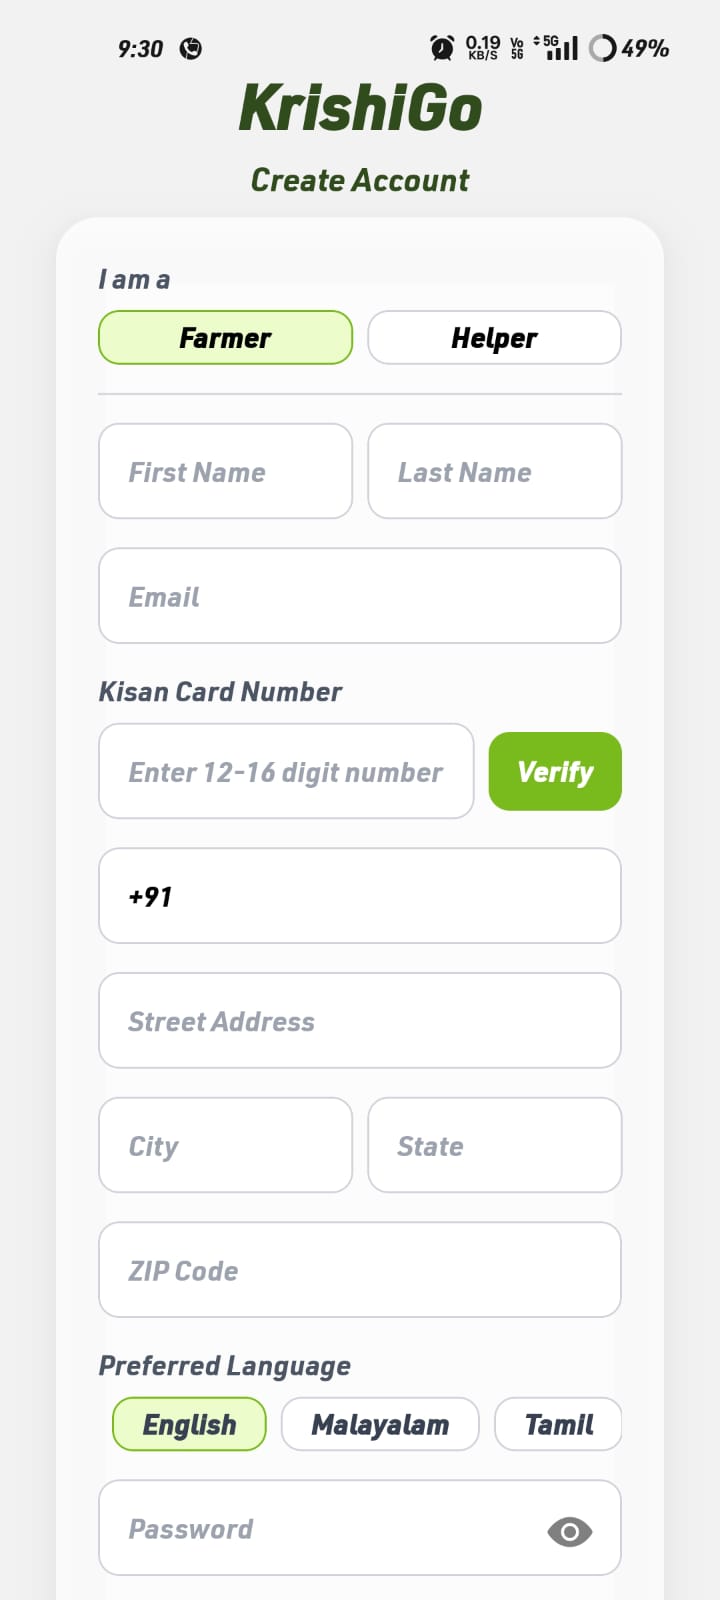 9:30 0.19 KB/S Vo 5G 5G 49%
KrishiGo
Create Account
I am a
Farmer Helper
First Name Last Name
Email
Kisan Card Number
Enter 12-16 digit number Verify
+91
Street Address
City State
ZIP Code
Preferred Language
English Malayalam Tamil
Password